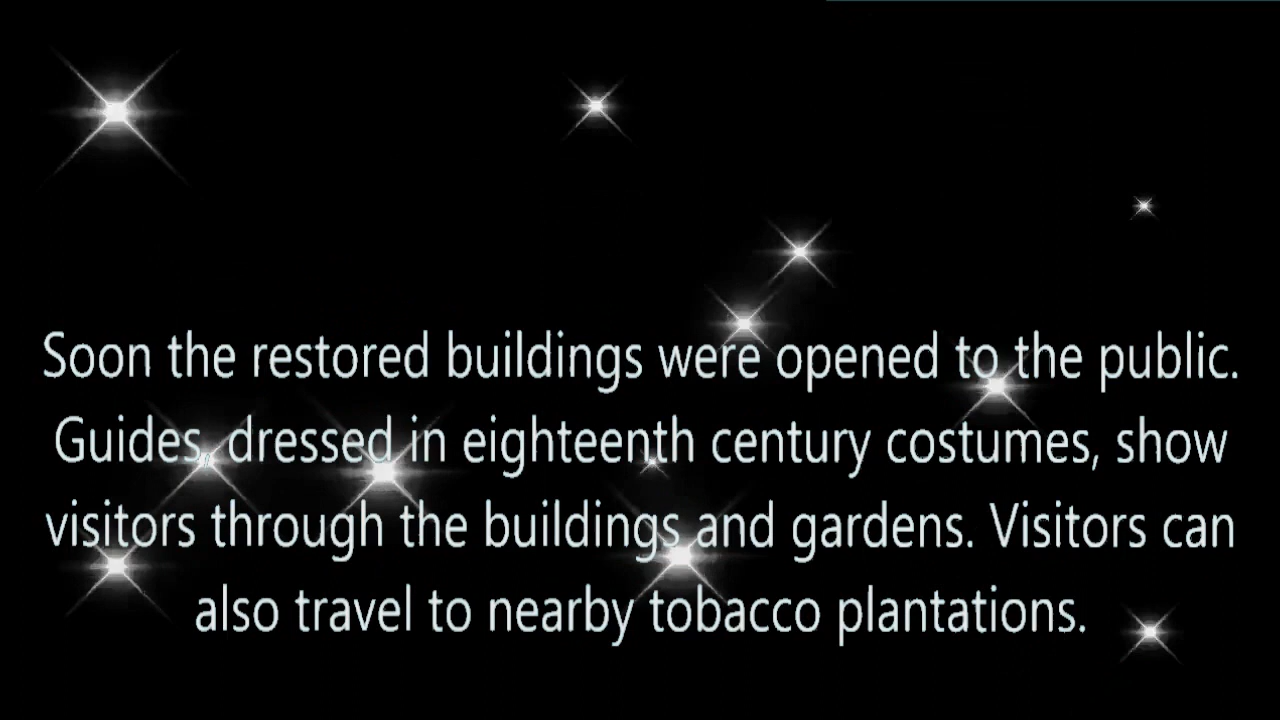 Soon the restored buildings were opened to the public.
Guides, dressed in eighteenth century costumes, show
visitors through the buildings and gardens. Visitors can
also travel to nearby tobacco plantations.